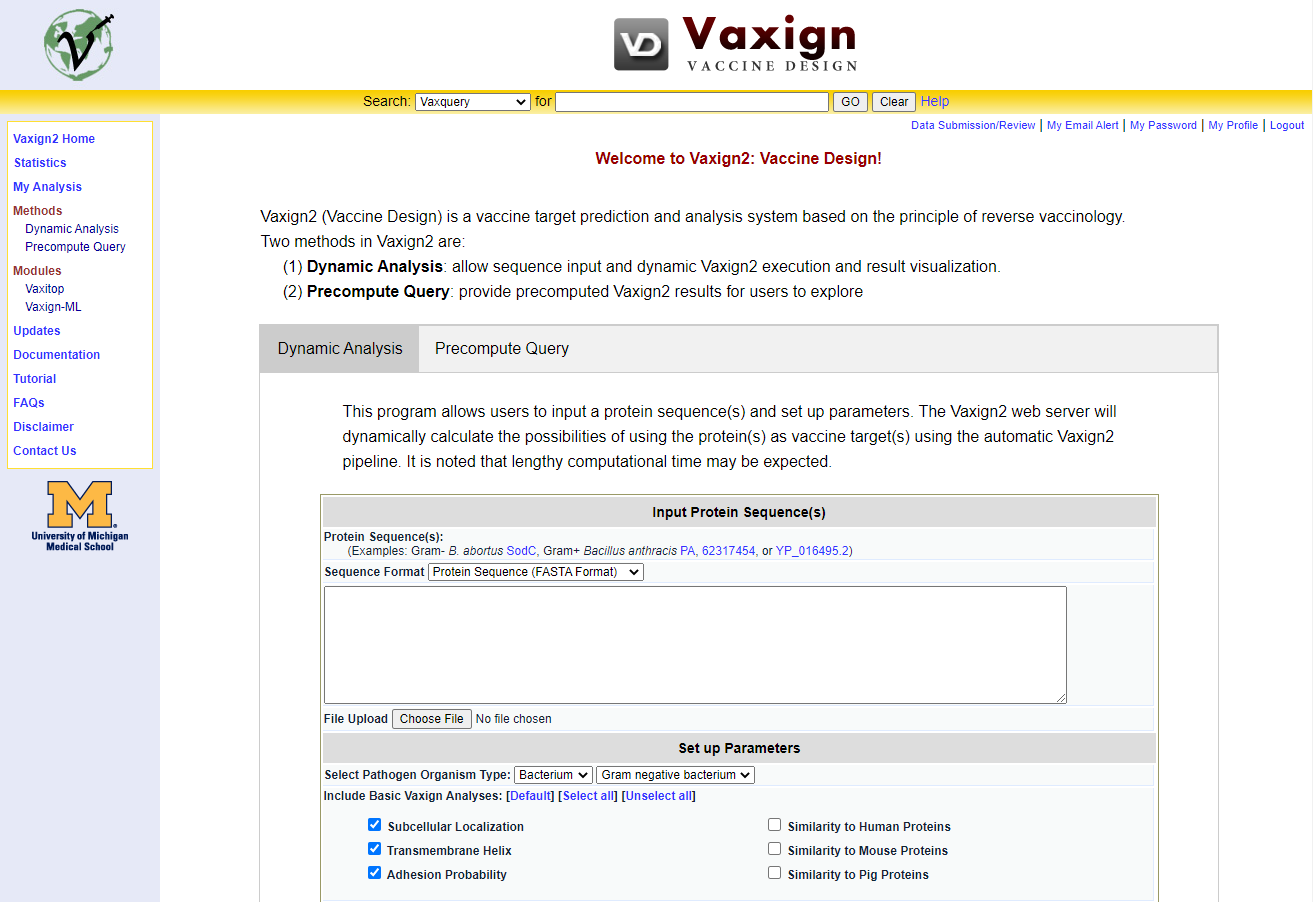 V
VD Vaxign
VACCINE DESIGN
Search: Vaxquery for GO Clear Help
Data Submission/Review | My Email Alert | My Password | My Profile | Logout
Vaxign2 Home
Statistics
My Analysis
Methods
Dynamic Analysis
Precompute Query
Modules
Vaxitop
Vaxign-ML
Updates
Documentation
Tutorial
FAQs
Disclaimer
Contact Us
M
University of Michigan
Medical School
Welcome to Vaxign2: Vaccine Design!
Vaxign2 (Vaccine Design) is a vaccine target prediction and analysis system based on the principle of reverse vaccinology.
Two methods in Vaxign2 are:
(1) Dynamic Analysis: allow sequence input and dynamic Vaxign2 execution and result visualization.
(2) Precompute Query: provide precomputed Vaxign2 results for users to explore
Dynamic Analysis Precompute Query
This program allows users to input a protein sequence(s) and set up parameters. The Vaxign2 web server will
dynamically calculate the possibilities of using the protein(s) as vaccine target(s) using the automatic Vaxign2
pipeline. It is noted that lengthy computational time may be expected.
Input Protein Sequence(s)
Protein Sequence(s):
(Examples: Gram- B. abortus SodC, Gram+ Bacillus anthracis PA, 62317454, or YP_016495.2)
Sequence Format Protein Sequence (FASTA Format)
File Upload Choose File No file chosen
Set up Parameters
Select Pathogen Organism Type: Bacterium Gram negative bacterium
Include Basic Vaxign Analyses: [Default] [Select all] [Unselect all]
Subcellular Localization Similarity to Human Proteins
Transmembrane Helix Similarity to Mouse Proteins
Adhesion Probability Similarity to Pig Proteins